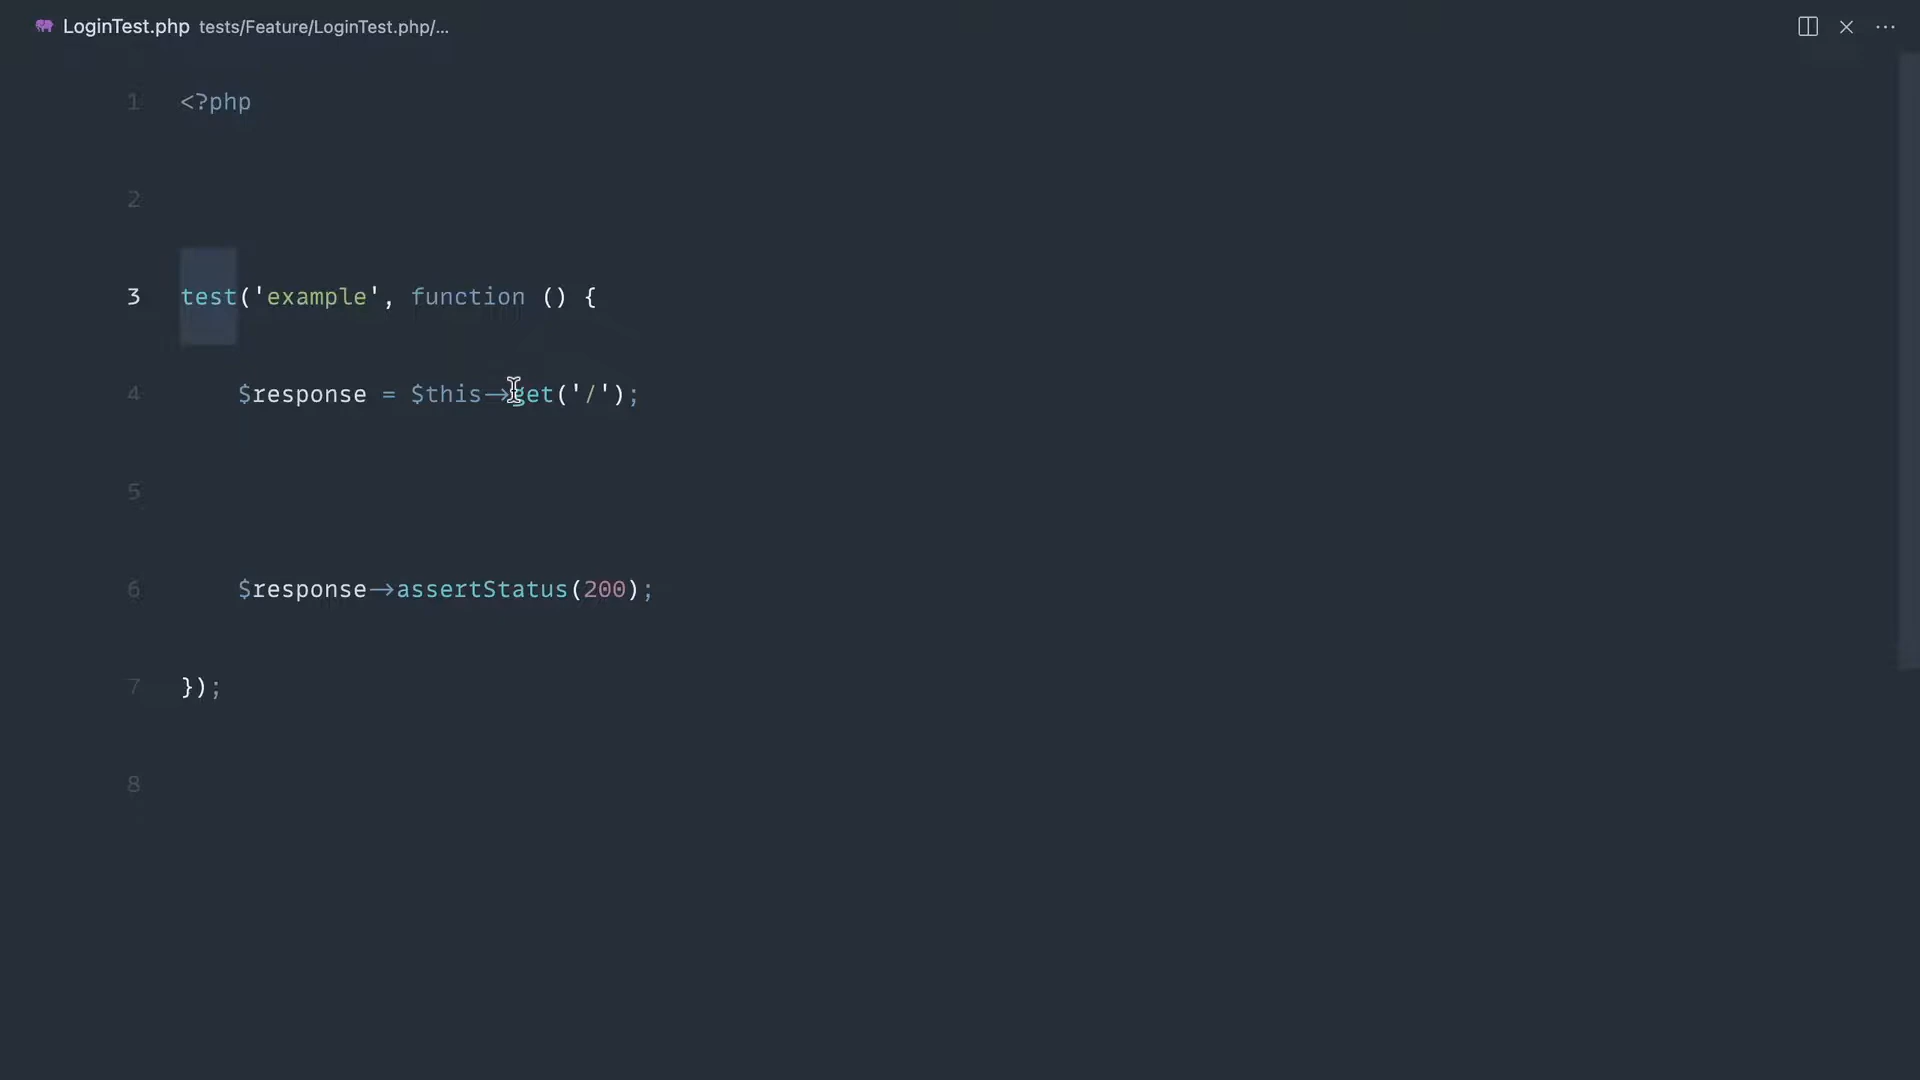 LoginTest.php tests/Feature/LoginTest.php/...
1 <?php
2
3 test('example', function () {
4 $response = $this->get('/');
5
6 $response->assertStatus(200);
7 });
8